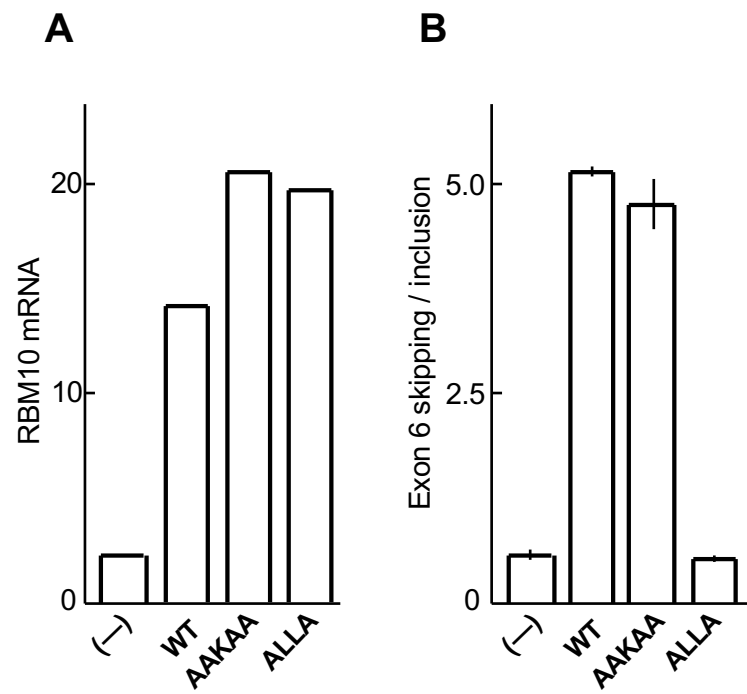 A
RBM10 mRNA
20
10
0
(—)
WT
AAKAA
ALLA
B
Exon 6 skipping / inclusion
5.0
2.5
0
(—)
WT
AAKAA
ALLA